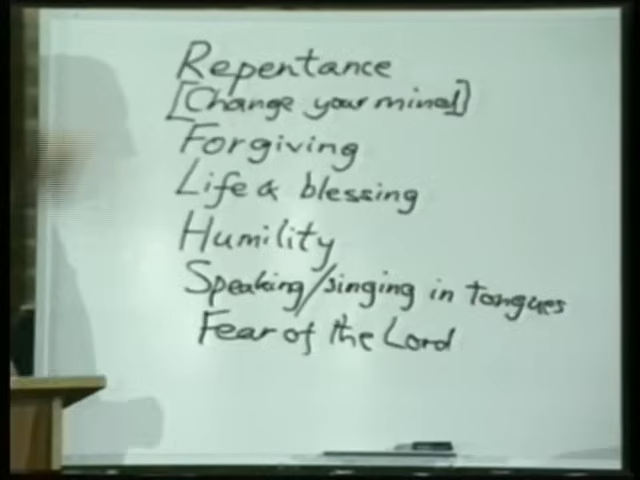 Repentance
[Change your mind]
Forgiving
Life & blessing
Humility
Speaking/singing in tongues
Fear of the Lord